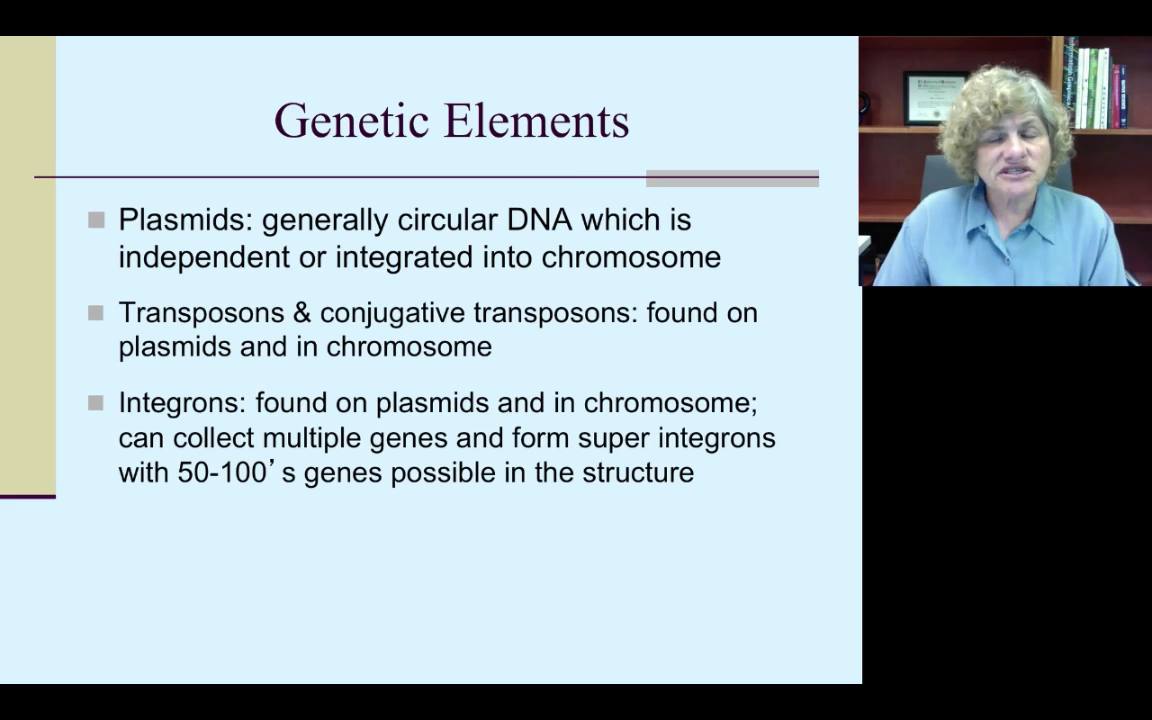 Genetic Elements
Plasmids: generally circular DNA which is
independent or integrated into chromosome
Transposons & conjugative transposons: found on
plasmids and in chromosome
Integrons: found on plasmids and in chromosome;
can collect multiple genes and form super integrons
with 50-100’s genes possible in the structure